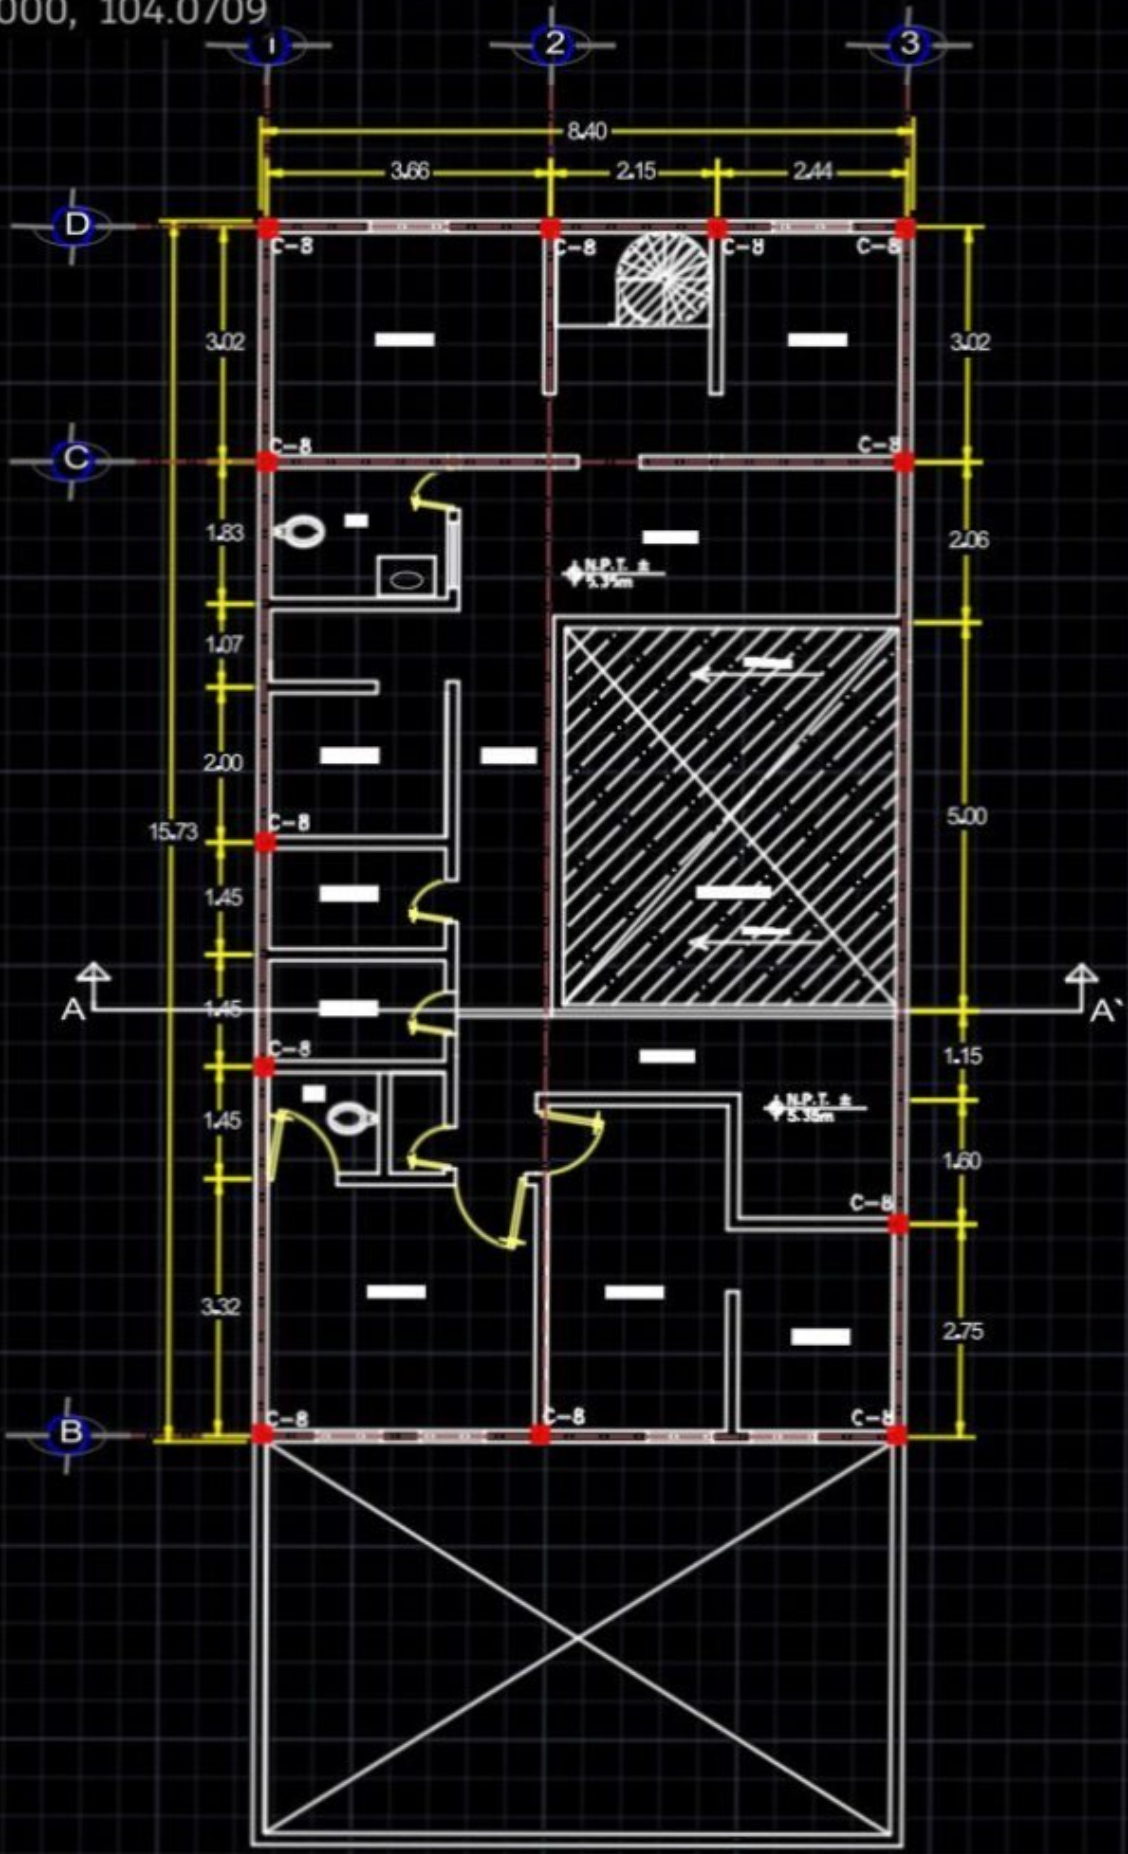 000, 104.0709
1 2 3
8.40
3.66 2.15 2.44
D
C-8 C-8 C-8 C-8
3.02 3.02
C-8 C-8
C
1.83 2.06
N.P.T. ±
5.35m
1.07
2.00
5.00
C-8
15.73
1.45
A 1.45 A`
C-8
1.15
N.P.T. ±
5.35m
1.45
1.60
C-8
3.32
2.75
C-8 C-8 C-8
B